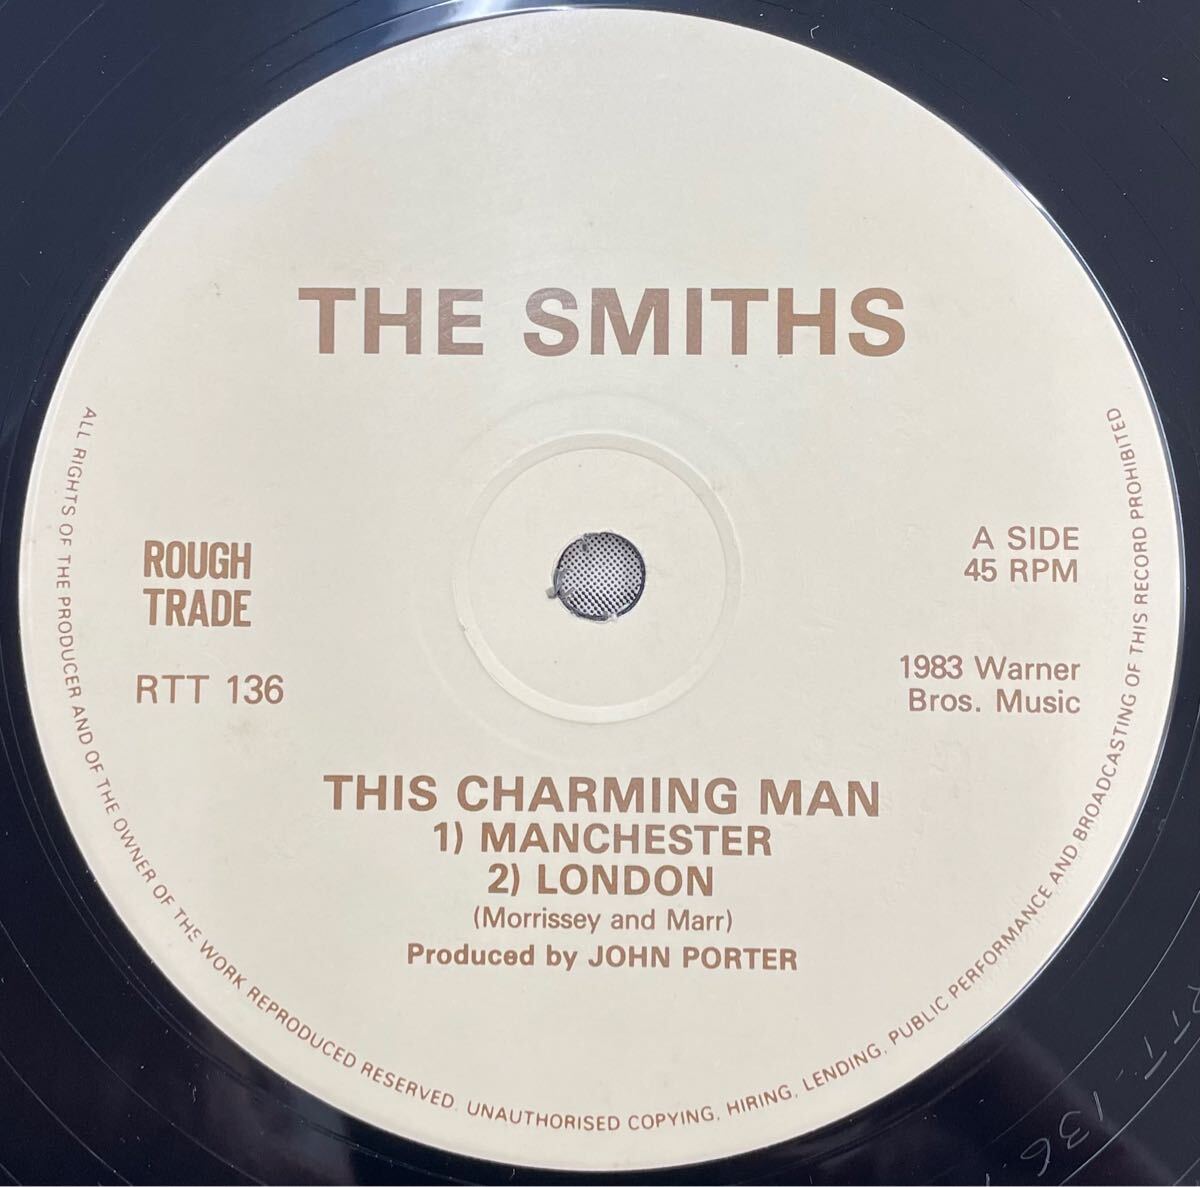 THE SMITHS
ROUGH
TRADE
RTT 136
A SIDE
45 RPM
1983 Warner
Bros. Music
THIS CHARMING MAN
1) MANCHESTER
2) LONDON
(Morrissey and Marr)
Produced by JOHN PORTER
ALL RIGHTS OF THE PRODUCER AND OF THE OWNER OF THE WORK REPRODUCED RESERVED. UNAUTHORISED COPYING, HIRING, LENDING, PUBLIC PERFORMANCE AND BROADCASTING OF THIS RECORD PROHIBITED
RTT·136·